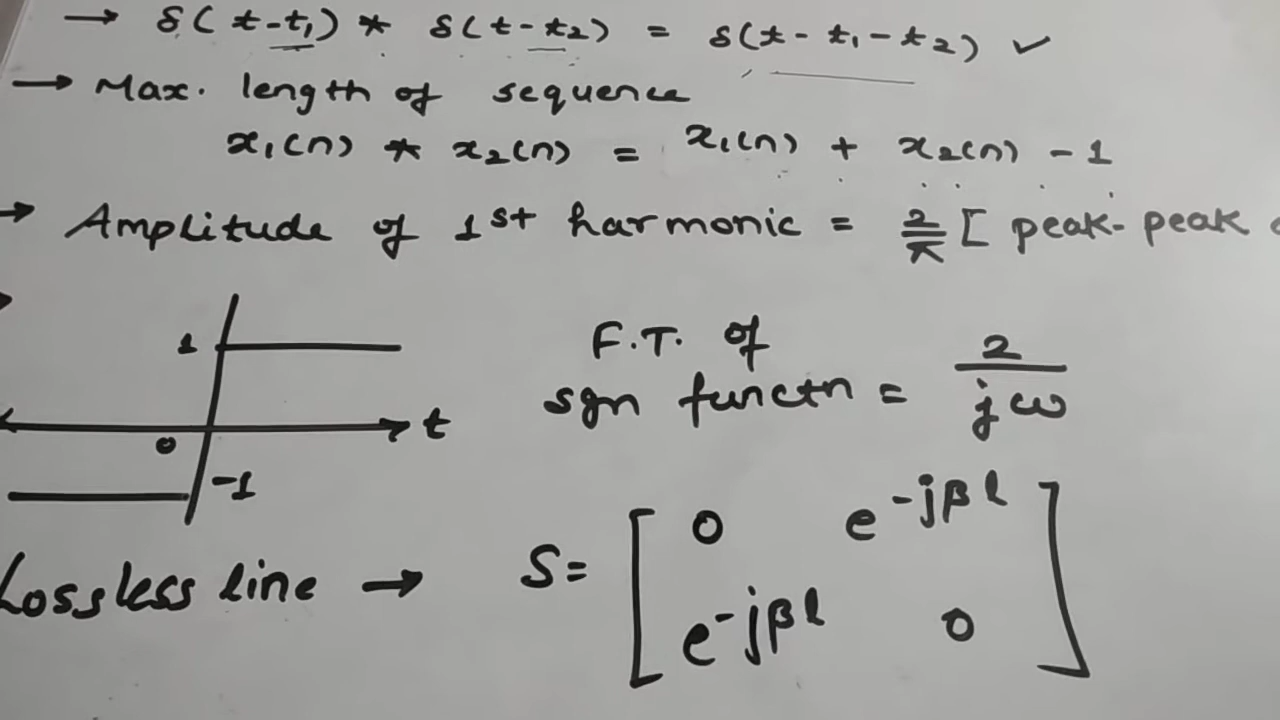 → δ(t-t₁) * δ(t-t₂) = δ(t-t₁-t₂) ✓
→ Max. length of sequence
x₁(n) * x₂(n) = x₁(n) + x₂(n) -1
→ Amplitude of 1st harmonic = 2/π [ peak-peak
1
0
-1
t
F.T. of
sgn functn = 2/jω
Lossless line → S= [ 0 e^-jβl
e^-jβl 0 ]